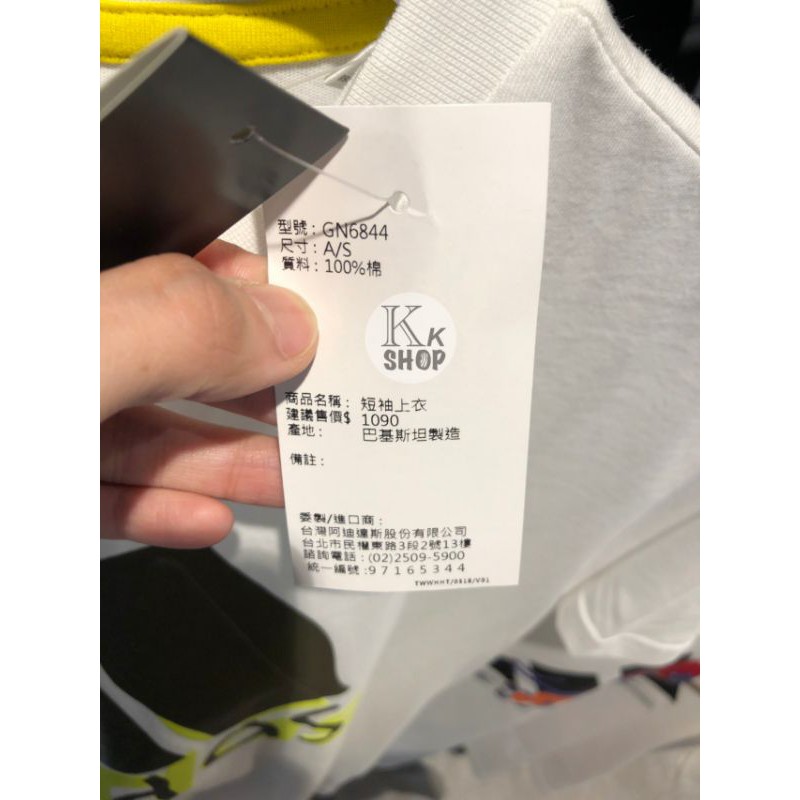 型號：GN6844
尺寸：A/S
質料：100%棉
KK
SHOP
商品名稱：短袖上衣
建議售價$ 1090
產地： 巴基斯坦製造
備註：
委製/進口商：
台灣阿迪達斯股份有限公司
台北市民權東路3段2號13樓
諮詢電話：(02)2509-5900
統一編號：97165344